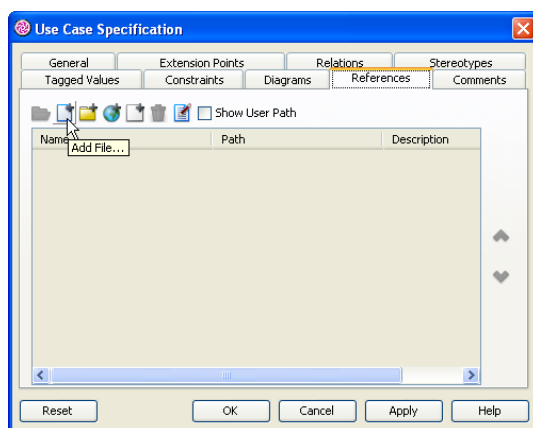 Use Case Specification
General Extension Points Relations Stereotypes
Tagged Values Constraints Diagrams References Comments
Show User Path
Name Path Description
Add File...
Reset OK Cancel Apply Help